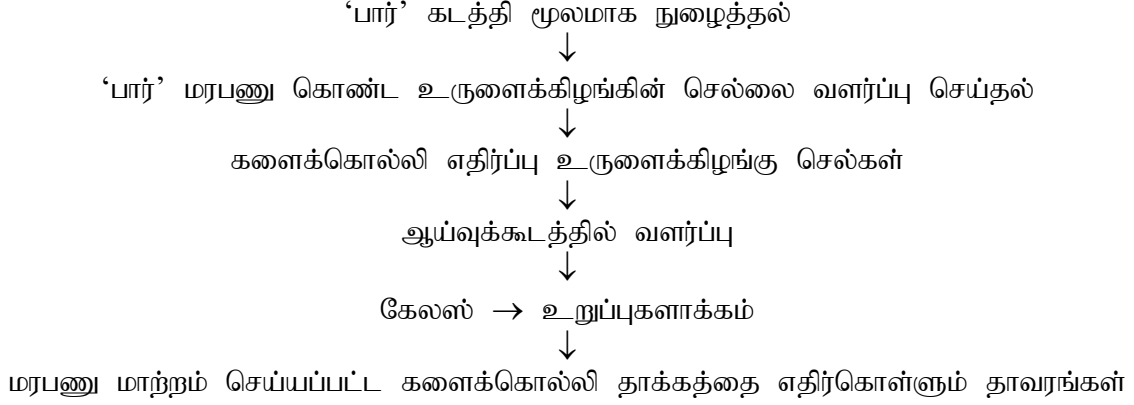 ‘பார்’ கடத்தி மூலமாக நுழைத்தல்
↓
‘பார்’ மரபணு கொண்ட உருளைக்கிழங்கின் செல்லை வளர்ப்பு செய்தல்
↓
களைக்கொல்லி எதிர்ப்பு உருளைக்கிழங்கு செல்கள்
↓
ஆய்வுக்கூடத்தில் வளர்ப்பு
↓
கேலஸ் → உறுப்புகளாக்கம்
↓
மரபணு மாற்றம் செய்யப்பட்ட களைக்கொல்லி தாக்கத்தை எதிர்கொள்ளும் தாவரங்கள்